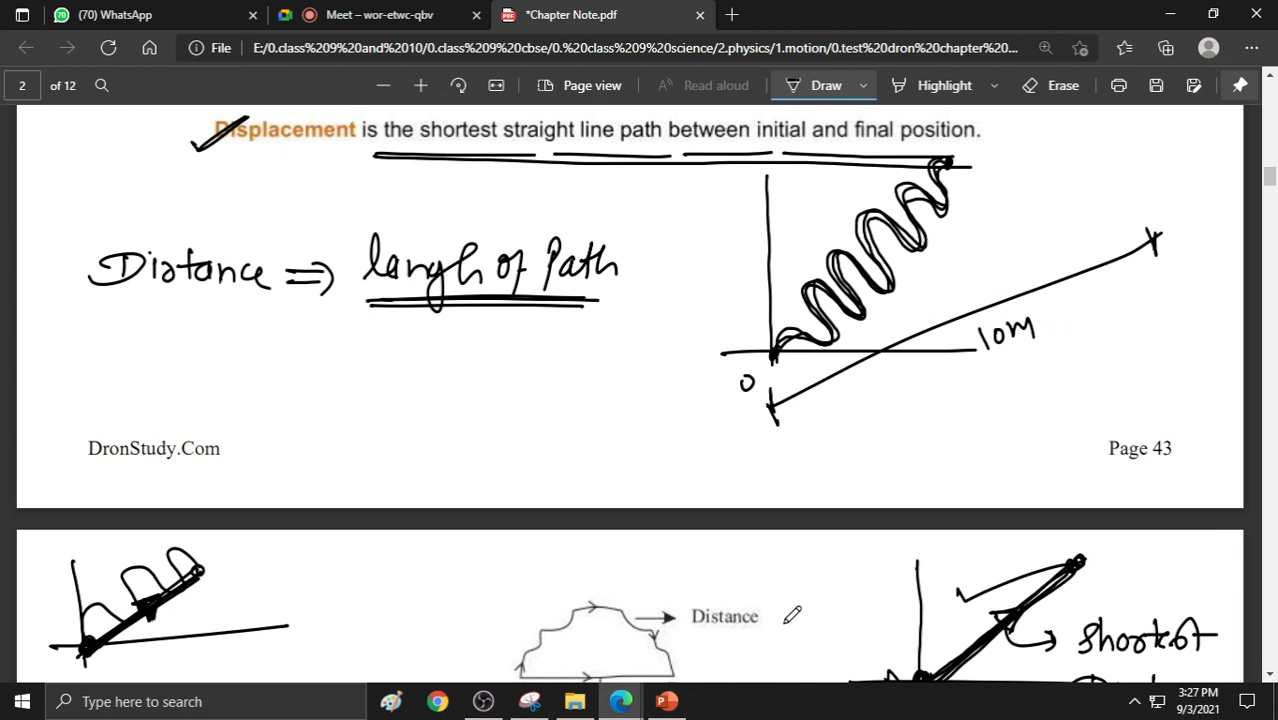 (70) WhatsApp
Meet – wor-etwc-qbv
*Chapter Note.pdf
File
E:/0.class%209%20and%2010/0.class%209%20cbse/0.%20class%209%20science/2.physics/1.motion/0.test%20dron%20chapter%20...
2 of 12
Page view
Read aloud
Draw
Highlight
Erase
Displacement is the shortest straight line path between initial and final position.
Distance ⇒ langh of Path
10M
0
DronStudy.Com
Page 43
Distance
shortest
Type here to search
3:27 PM
9/3/2021